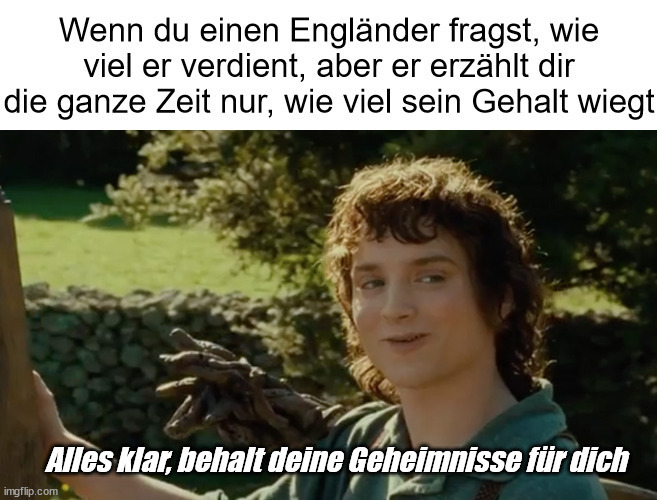 Wenn du einen Engländer fragst, wie
viel er verdient, aber er erzählt dir
die ganze Zeit nur, wie viel sein Gehalt wiegt
Alles klar, behalt deine Geheimnisse für dich
imgflip.com